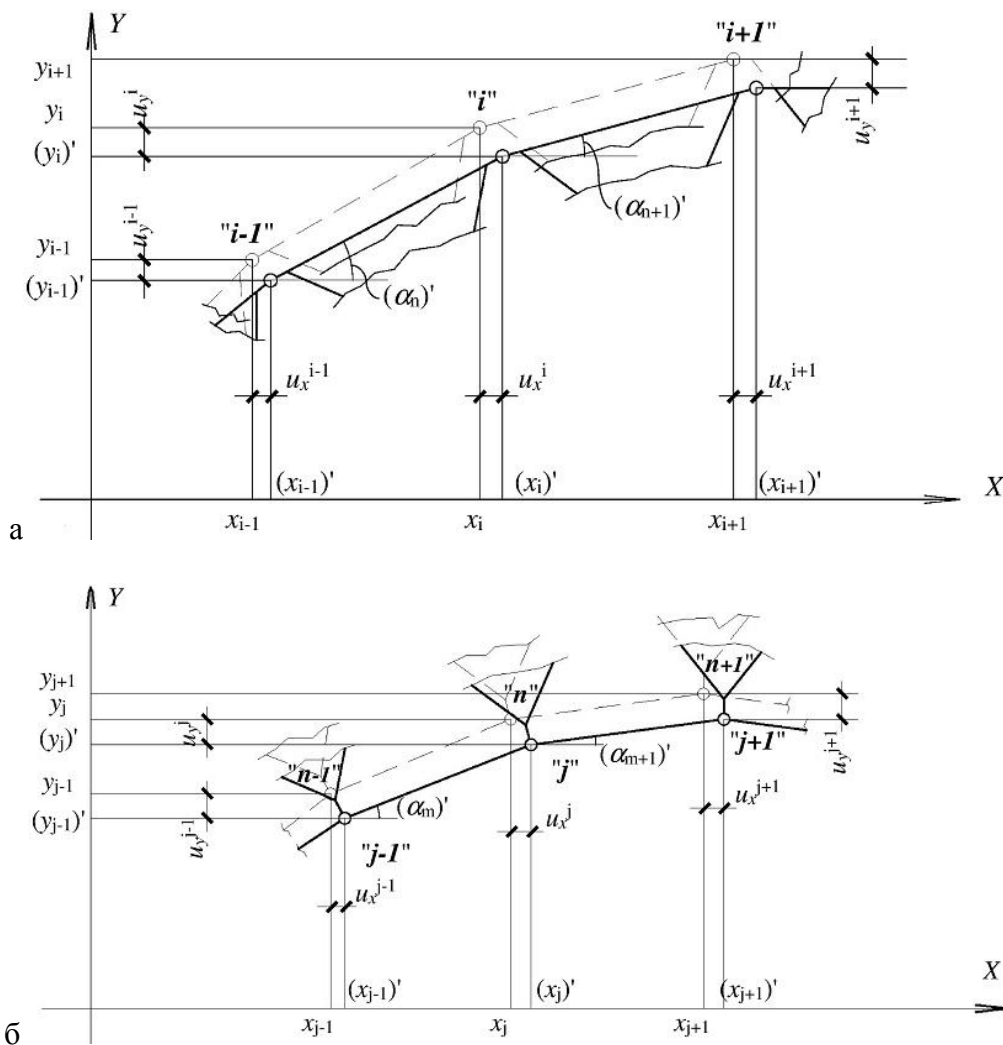 Y
"i+1"
y_{i+1}
"i"
y_i
u_y^i
u_y^{i+1}
(y_i)'
(α_{n+1})'
"i-1"
u_y^{i-1}
y_{i-1}
(y_{i-1})'
(α_n)'
u_x^{i-1} u_x^i u_x^{i+1}
(x_{i-1})' (x_i)' (x_{i+1})' X
x_{i-1} x_i x_{i+1}
а
Y
"n+1"
y_{j+1}
"n"
y_j
u_y^j
u_y^{j+1}
(y_j)'
"j+1"
"j" (α_{m+1})'
"n-1"
y_{j-1}
(α_m)'
u_x^j u_x^{j+1}
(y_{j-1})'
u_y^{j-1}
"j-1"
u_x^{j-1}
(x_{j-1})' (x_j)' (x_{j+1})' X
x_{j-1} x_j x_{j+1}
б